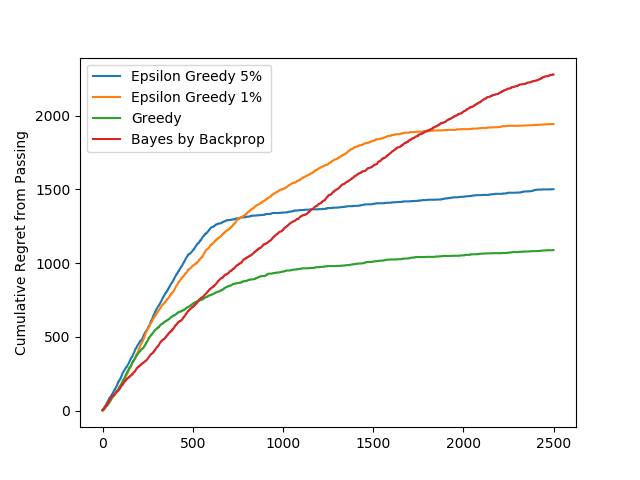 Epsilon Greedy 5%
Epsilon Greedy 1%
Greedy
Bayes by Backprop
Cumulative Regret from Passing
2000
1500
1000
500
0
0 500 1000 1500 2000 2500